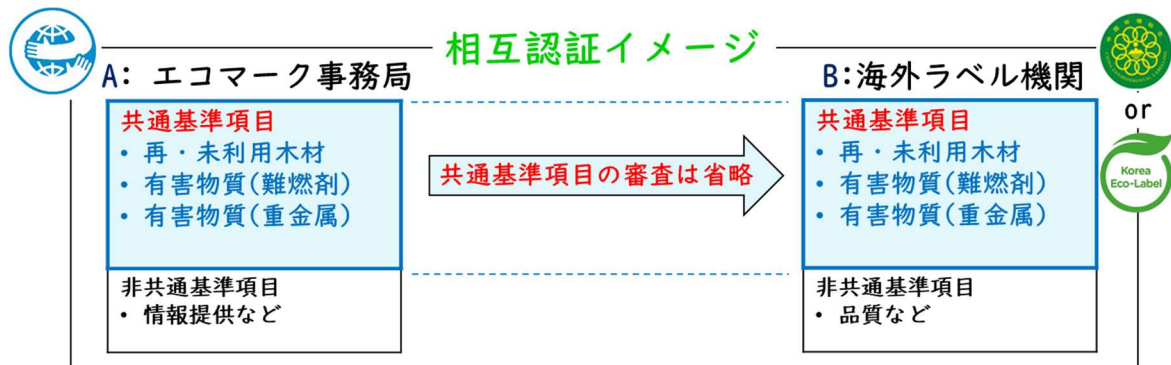 相互認証イメージ
A: エコマーク事務局
共通基準項目
• 再・未利用木材
• 有害物質(難燃剤)
• 有害物質(重金属)
非共通基準項目
• 情報提供など
共通基準項目の審査は省略
B:海外ラベル機関
共通基準項目
• 再・未利用木材
• 有害物質(難燃剤)
• 有害物質(重金属)
非共通基準項目
• 品質など
or
Korea
Eco-Label